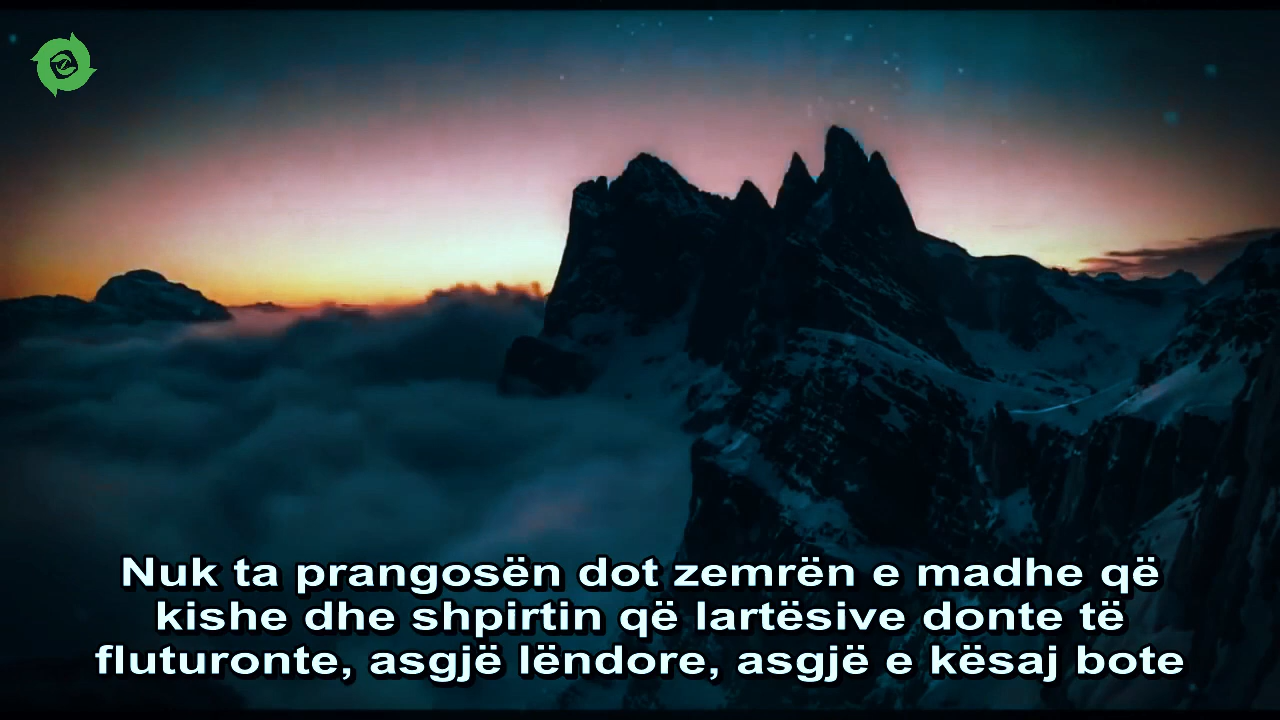 Nuk ta prangosën dot zemrën e madhe që
kishe dhe shpirtin që lartësive donte të
fluturonte, asgjë lëndore, asgjë e kësaj bote